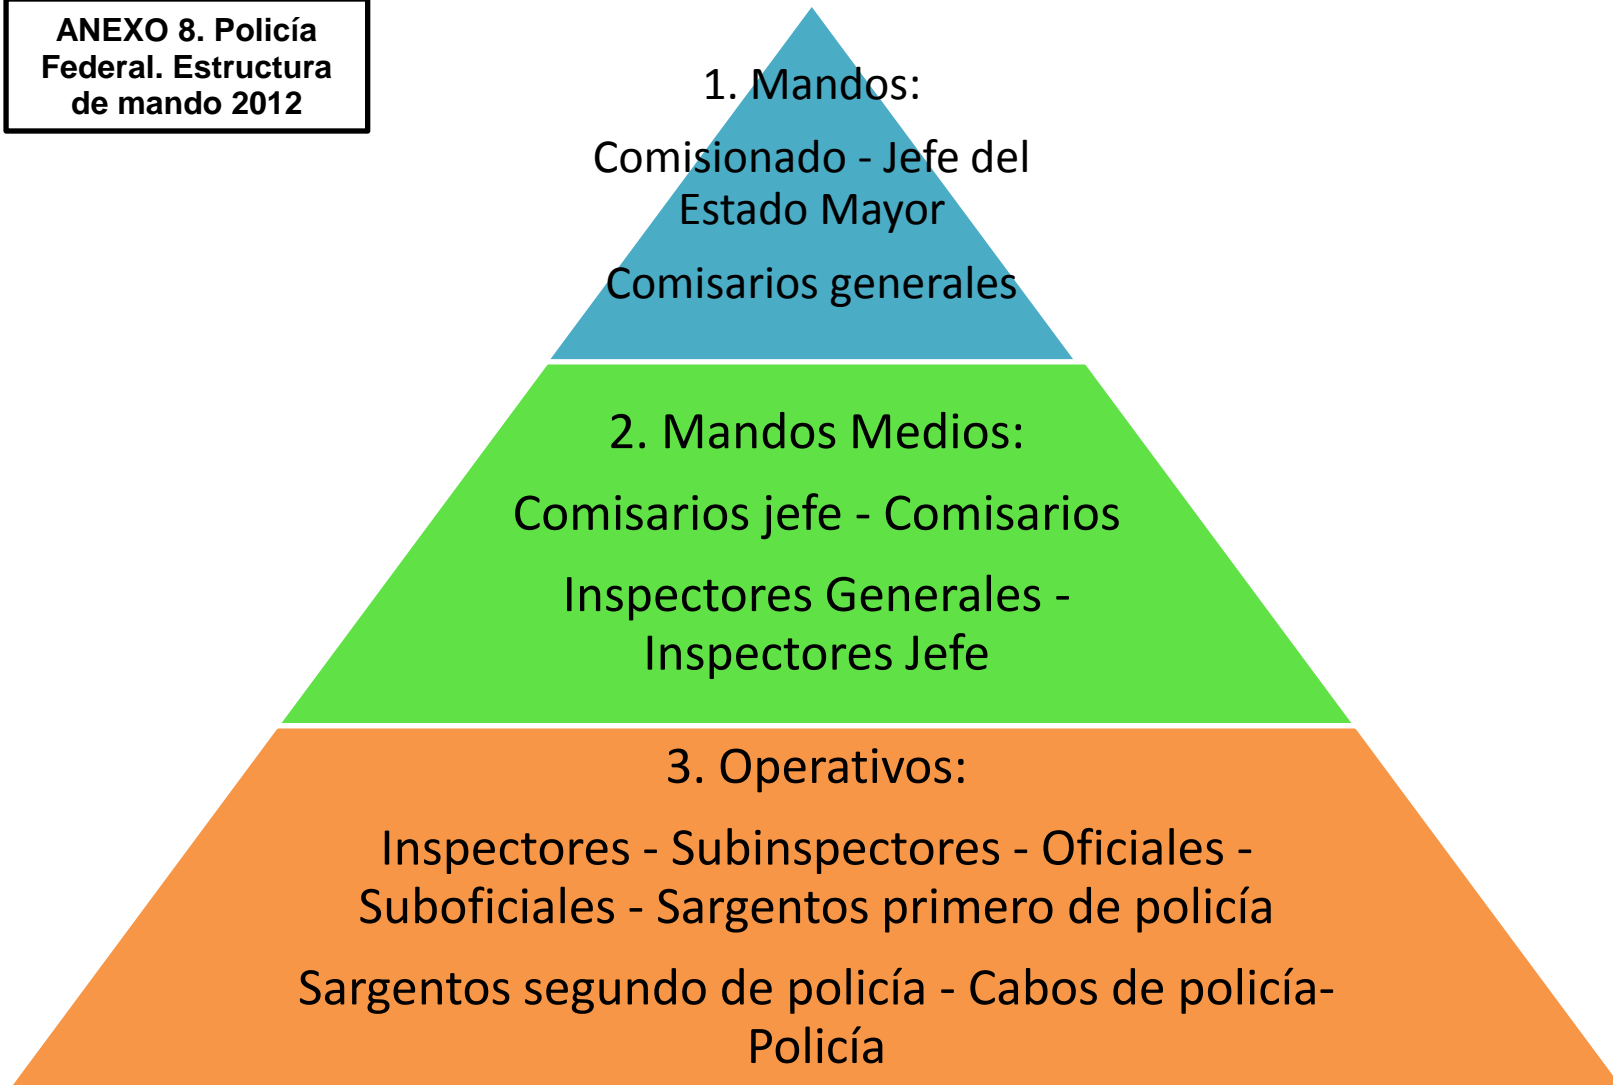 ANEXO 8. Policía
Federal. Estructura
de mando 2012
1. Mandos:
Comisionado - Jefe del
Estado Mayor
Comisarios generales
2. Mandos Medios:
Comisarios jefe - Comisarios
Inspectores Generales -
Inspectores Jefe
3. Operativos:
Inspectores - Subinspectores - Oficiales -
Suboficiales - Sargentos primero de policía
Sargentos segundo de policía - Cabos de policía-
Policía